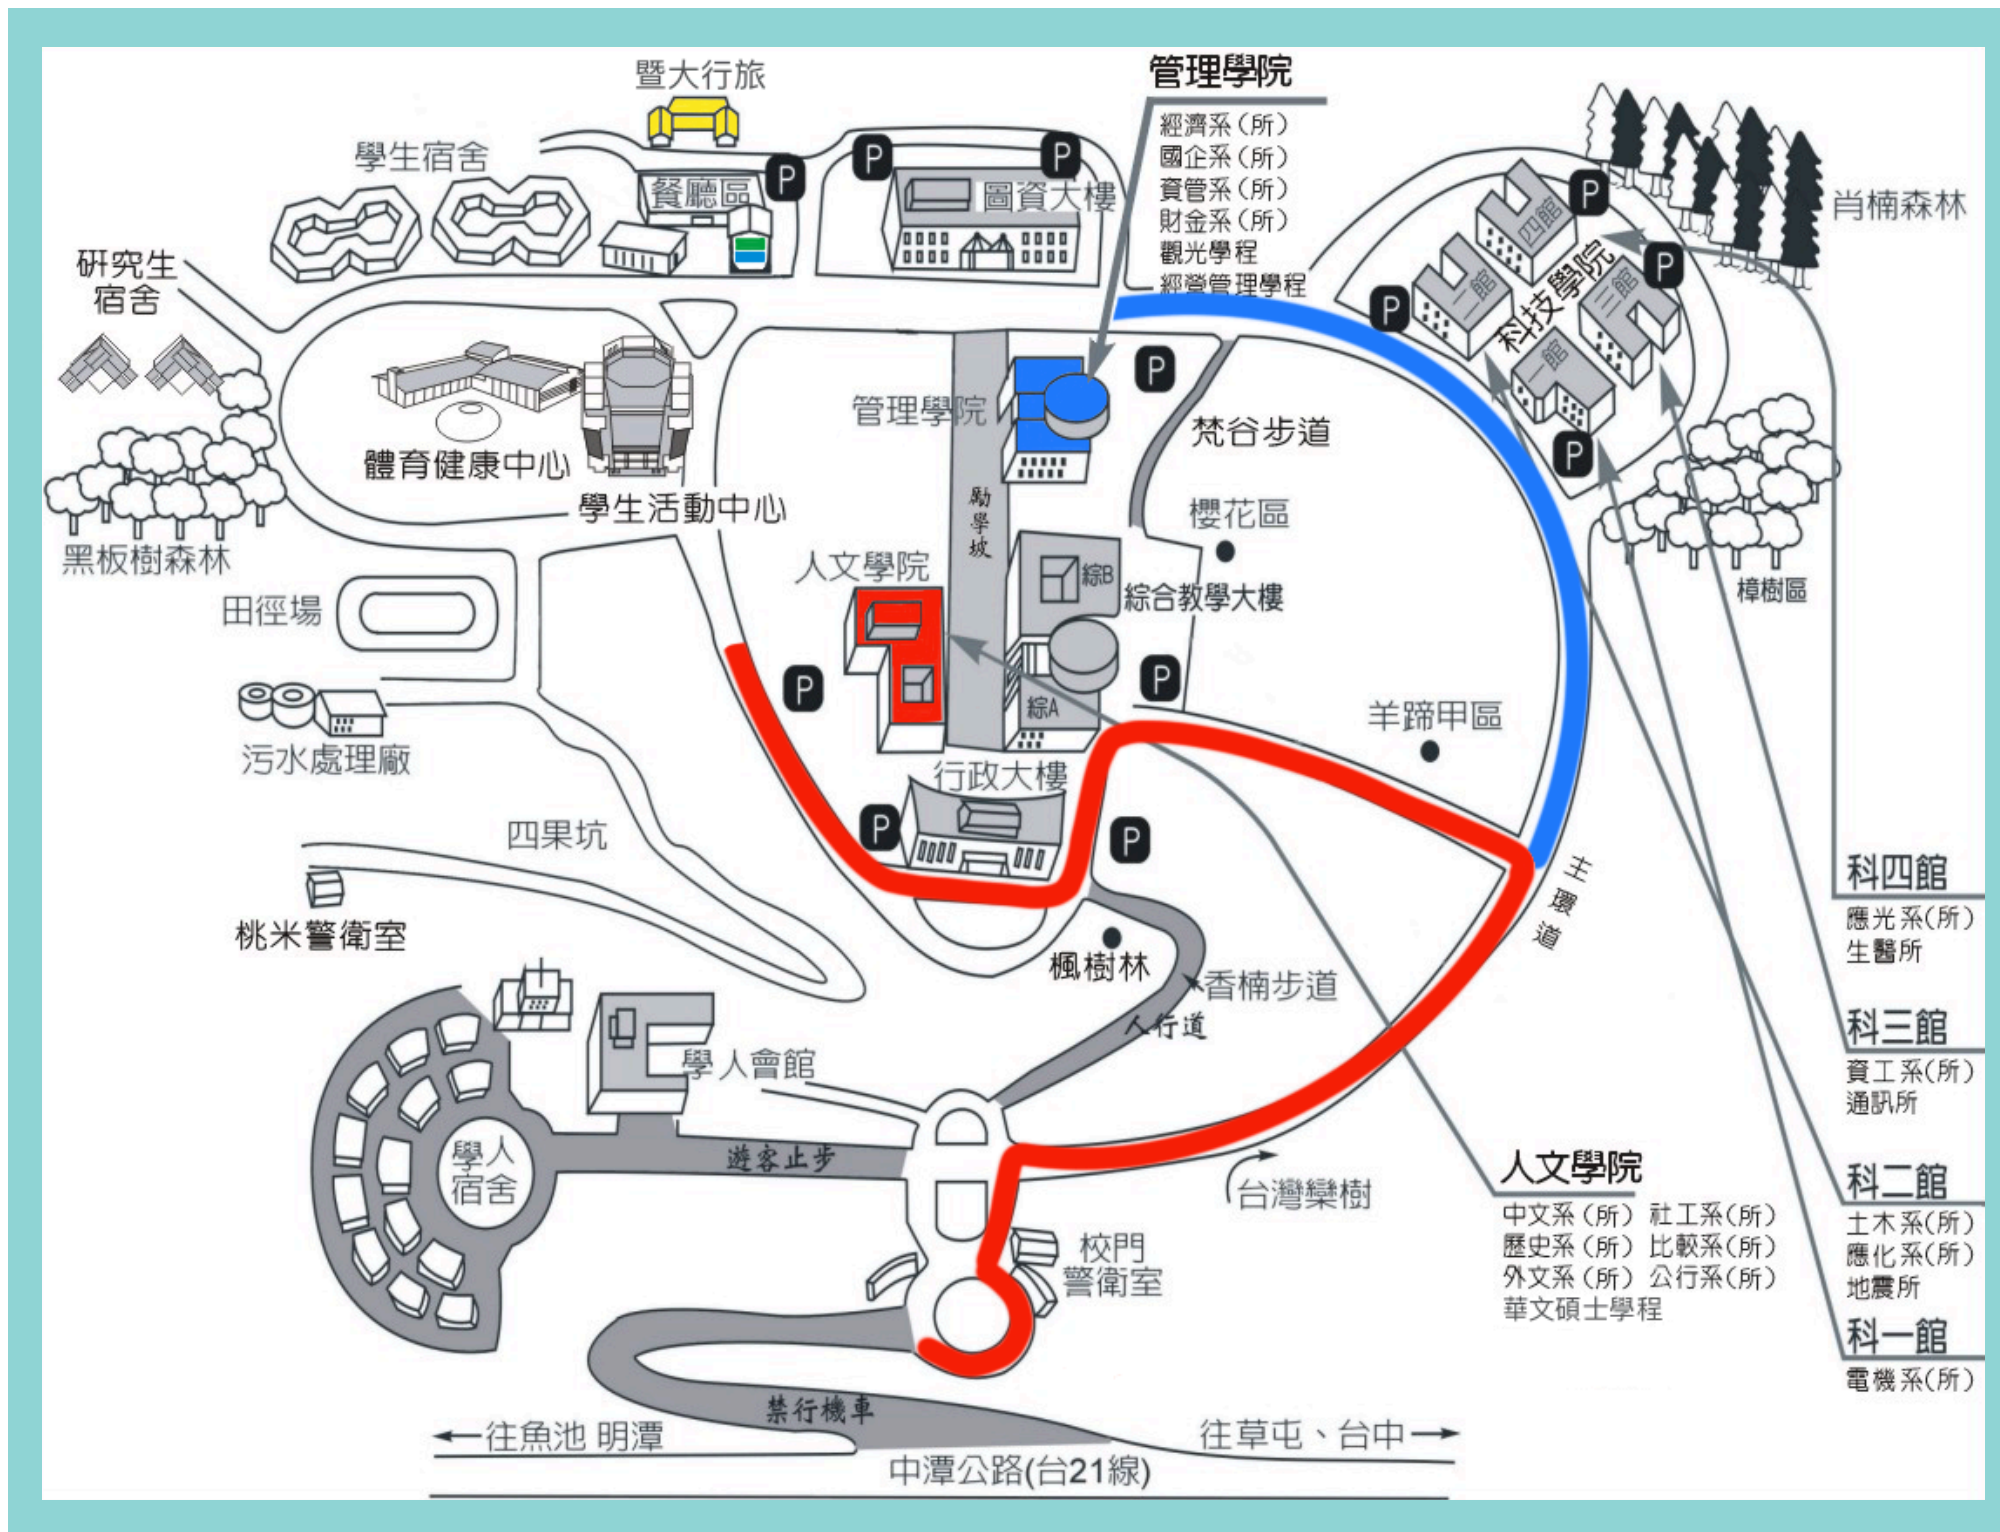 暨大行旅
管理學院
經濟系(所)
國企系(所)
資管系(所)
財金系(所)
觀光學程
經營管理學程
學生宿舍
餐廳區
P
P
P
圖資大樓
研究生
宿舍
肖楠森林
四館
P
二館
三館
P
P
科技學院
一館
P
管理學院
P
梵谷步道
體育健康中心
學生活動中心
勵學坡
櫻花區
黑板樹森林
人文學院
綜B
綜合教學大樓
樟樹區
田徑場
P
P
綜A
羊蹄甲區
污水處理廠
行政大樓
四果坑
P
P
主環道
科四館
應光系(所)
生醫所
桃米警衛室
楓樹林
香楠步道
人行道
科三館
資工系(所)
通訊所
學人會館
學人
宿舍
遊客止步
台灣欒樹
人文學院
中文系(所) 社工系(所)
歷史系(所) 比較系(所)
外文系(所) 公行系(所)
華文碩士學程
科二館
土木系(所)
應化系(所)
地震所
校門
警衛室
科一館
電機系(所)
禁行機車
往魚池 明潭
往草屯、台中
中潭公路(台21線)